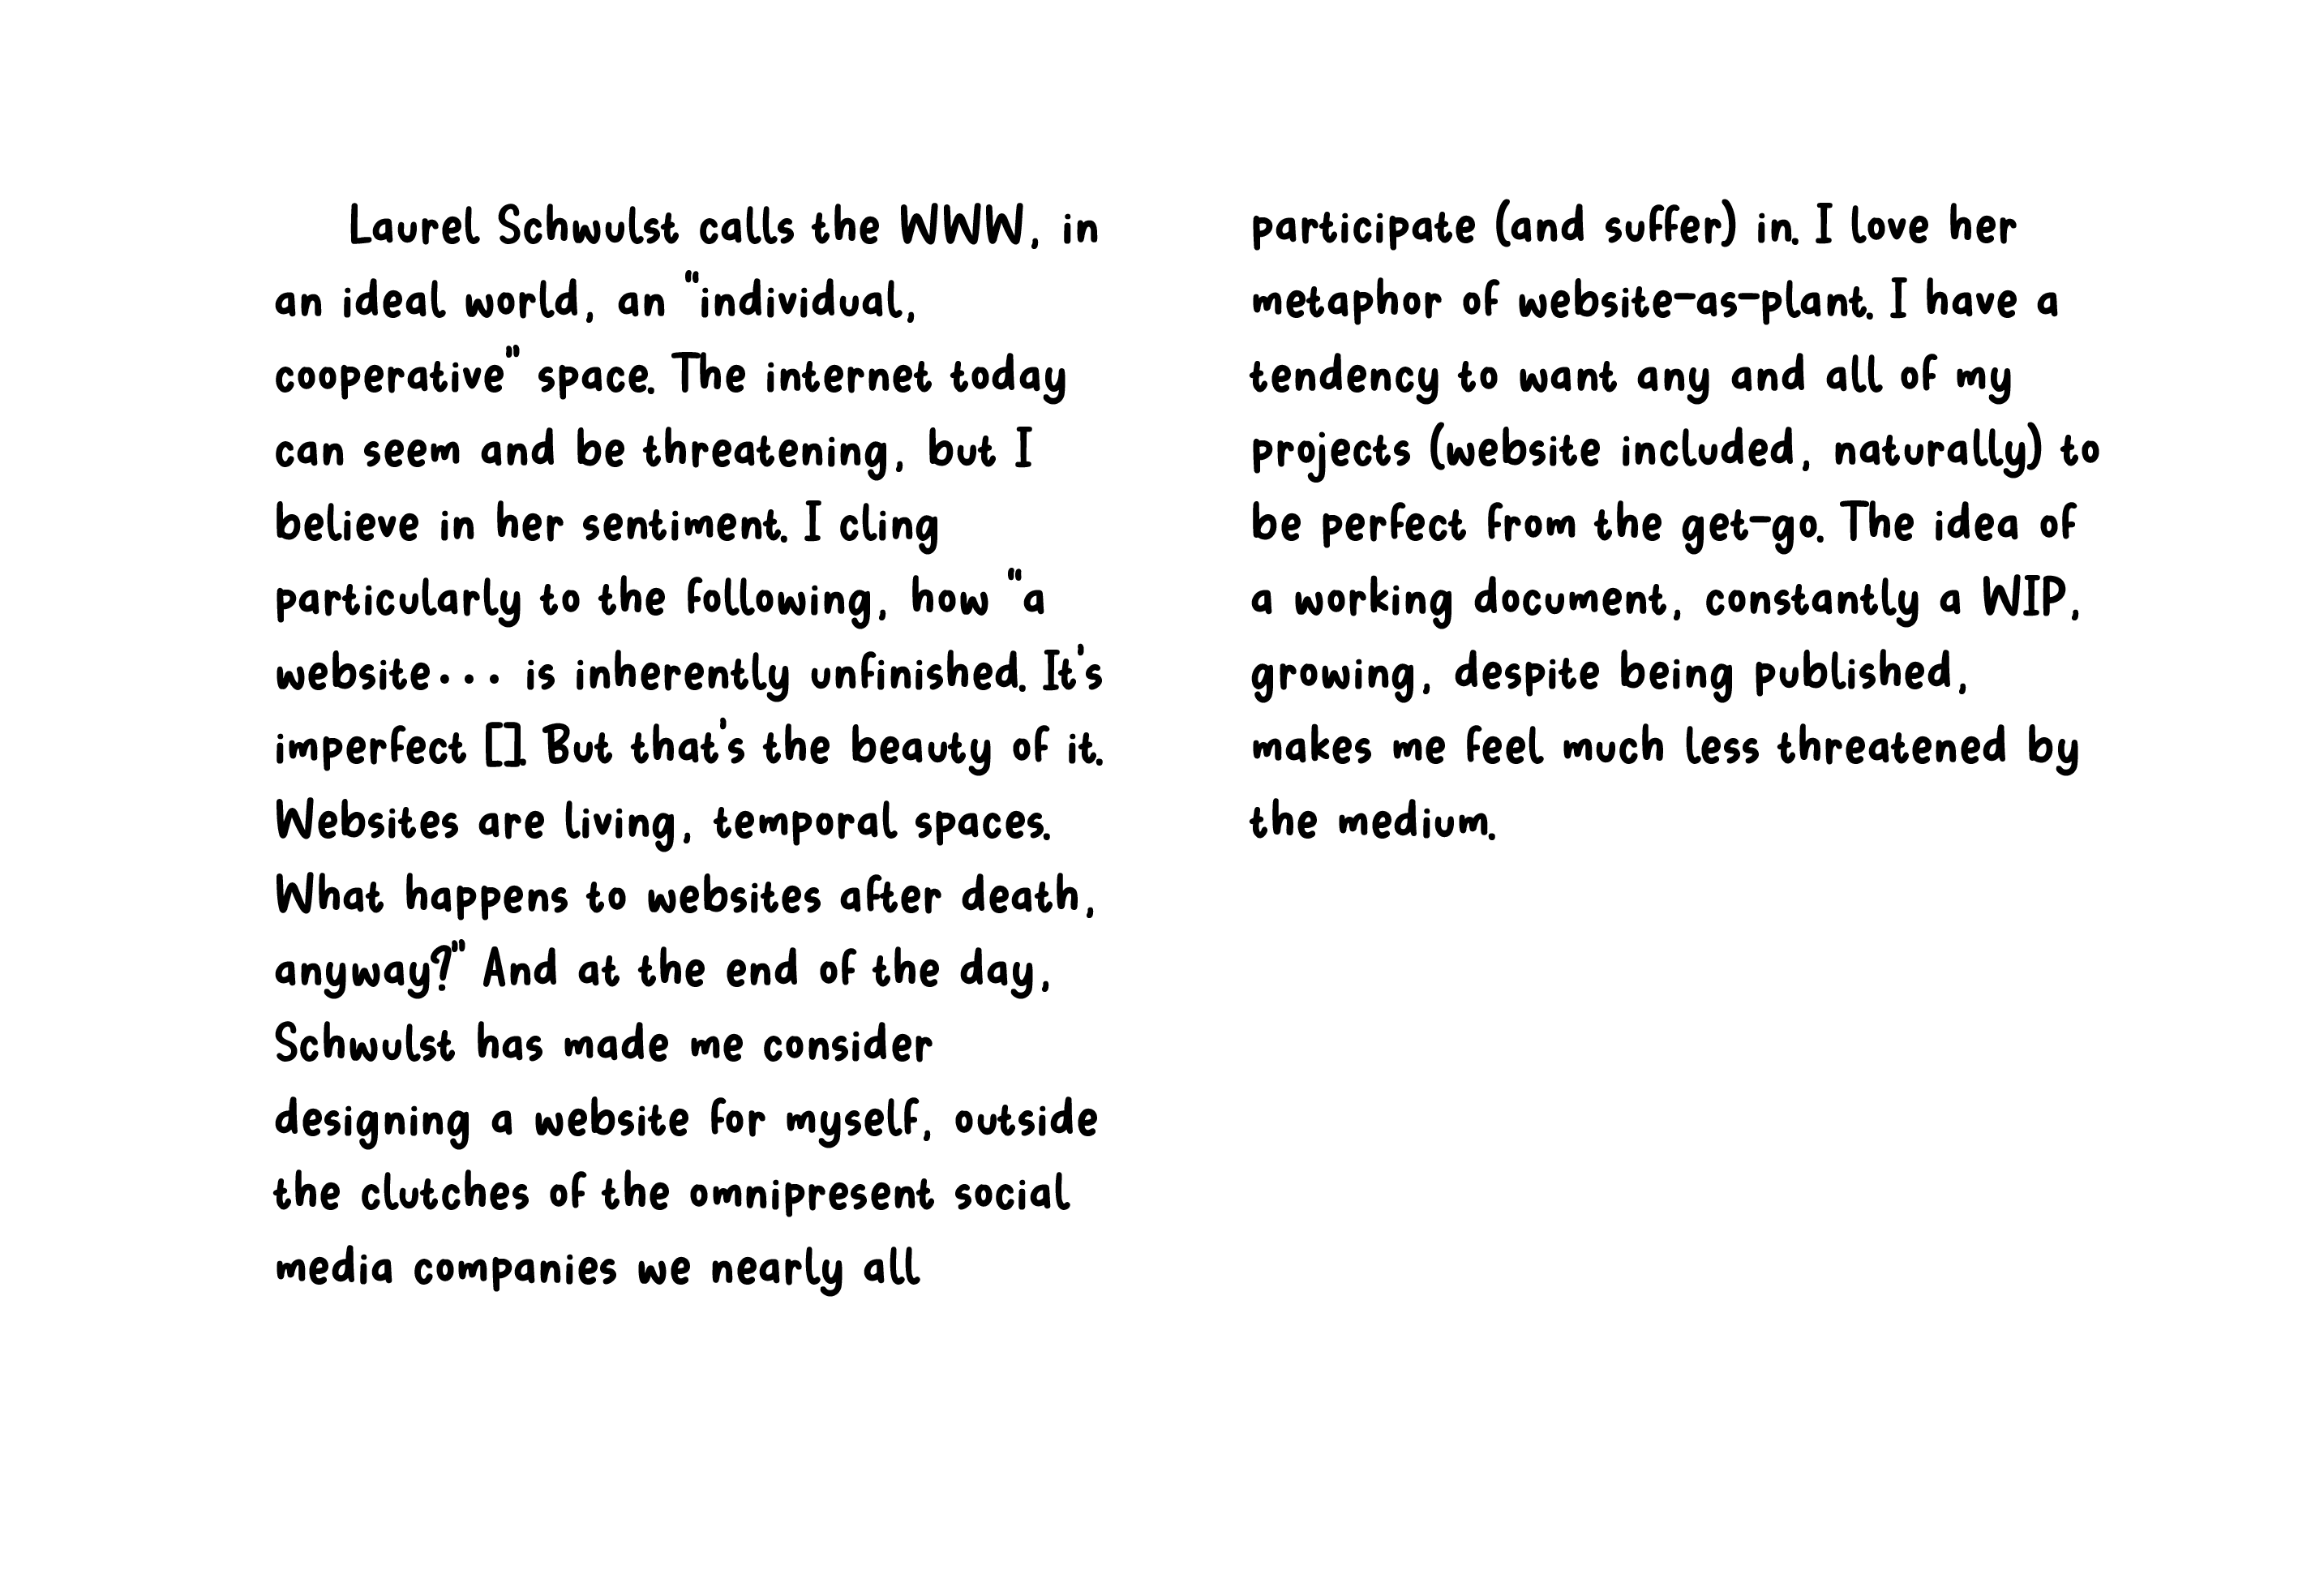 Laurel Schwulst calls the WWW, in
an ideal world, an "individual,
cooperative" space. The internet today
can seem and be threatening, but I
believe in her sentiment. I cling
particularly to the following, how "a
website... is inherently unfinished. It's
imperfect []. But that's the beauty of it.
Websites are living, temporal spaces.
What happens to websites after death,
anyway?" And at the end of the day,
Schwulst has made me consider
designing a website for myself, outside
the clutches of the omnipresent social
media companies we nearly all
participate (and suffer) in. I love her
metaphor of website-as-plant. I have a
tendency to want any and all of my
projects (website included, naturally) to
be perfect from the get-go. The idea of
a working document, constantly a WIP,
growing, despite being published,
makes me feel much less threatened by
the medium.